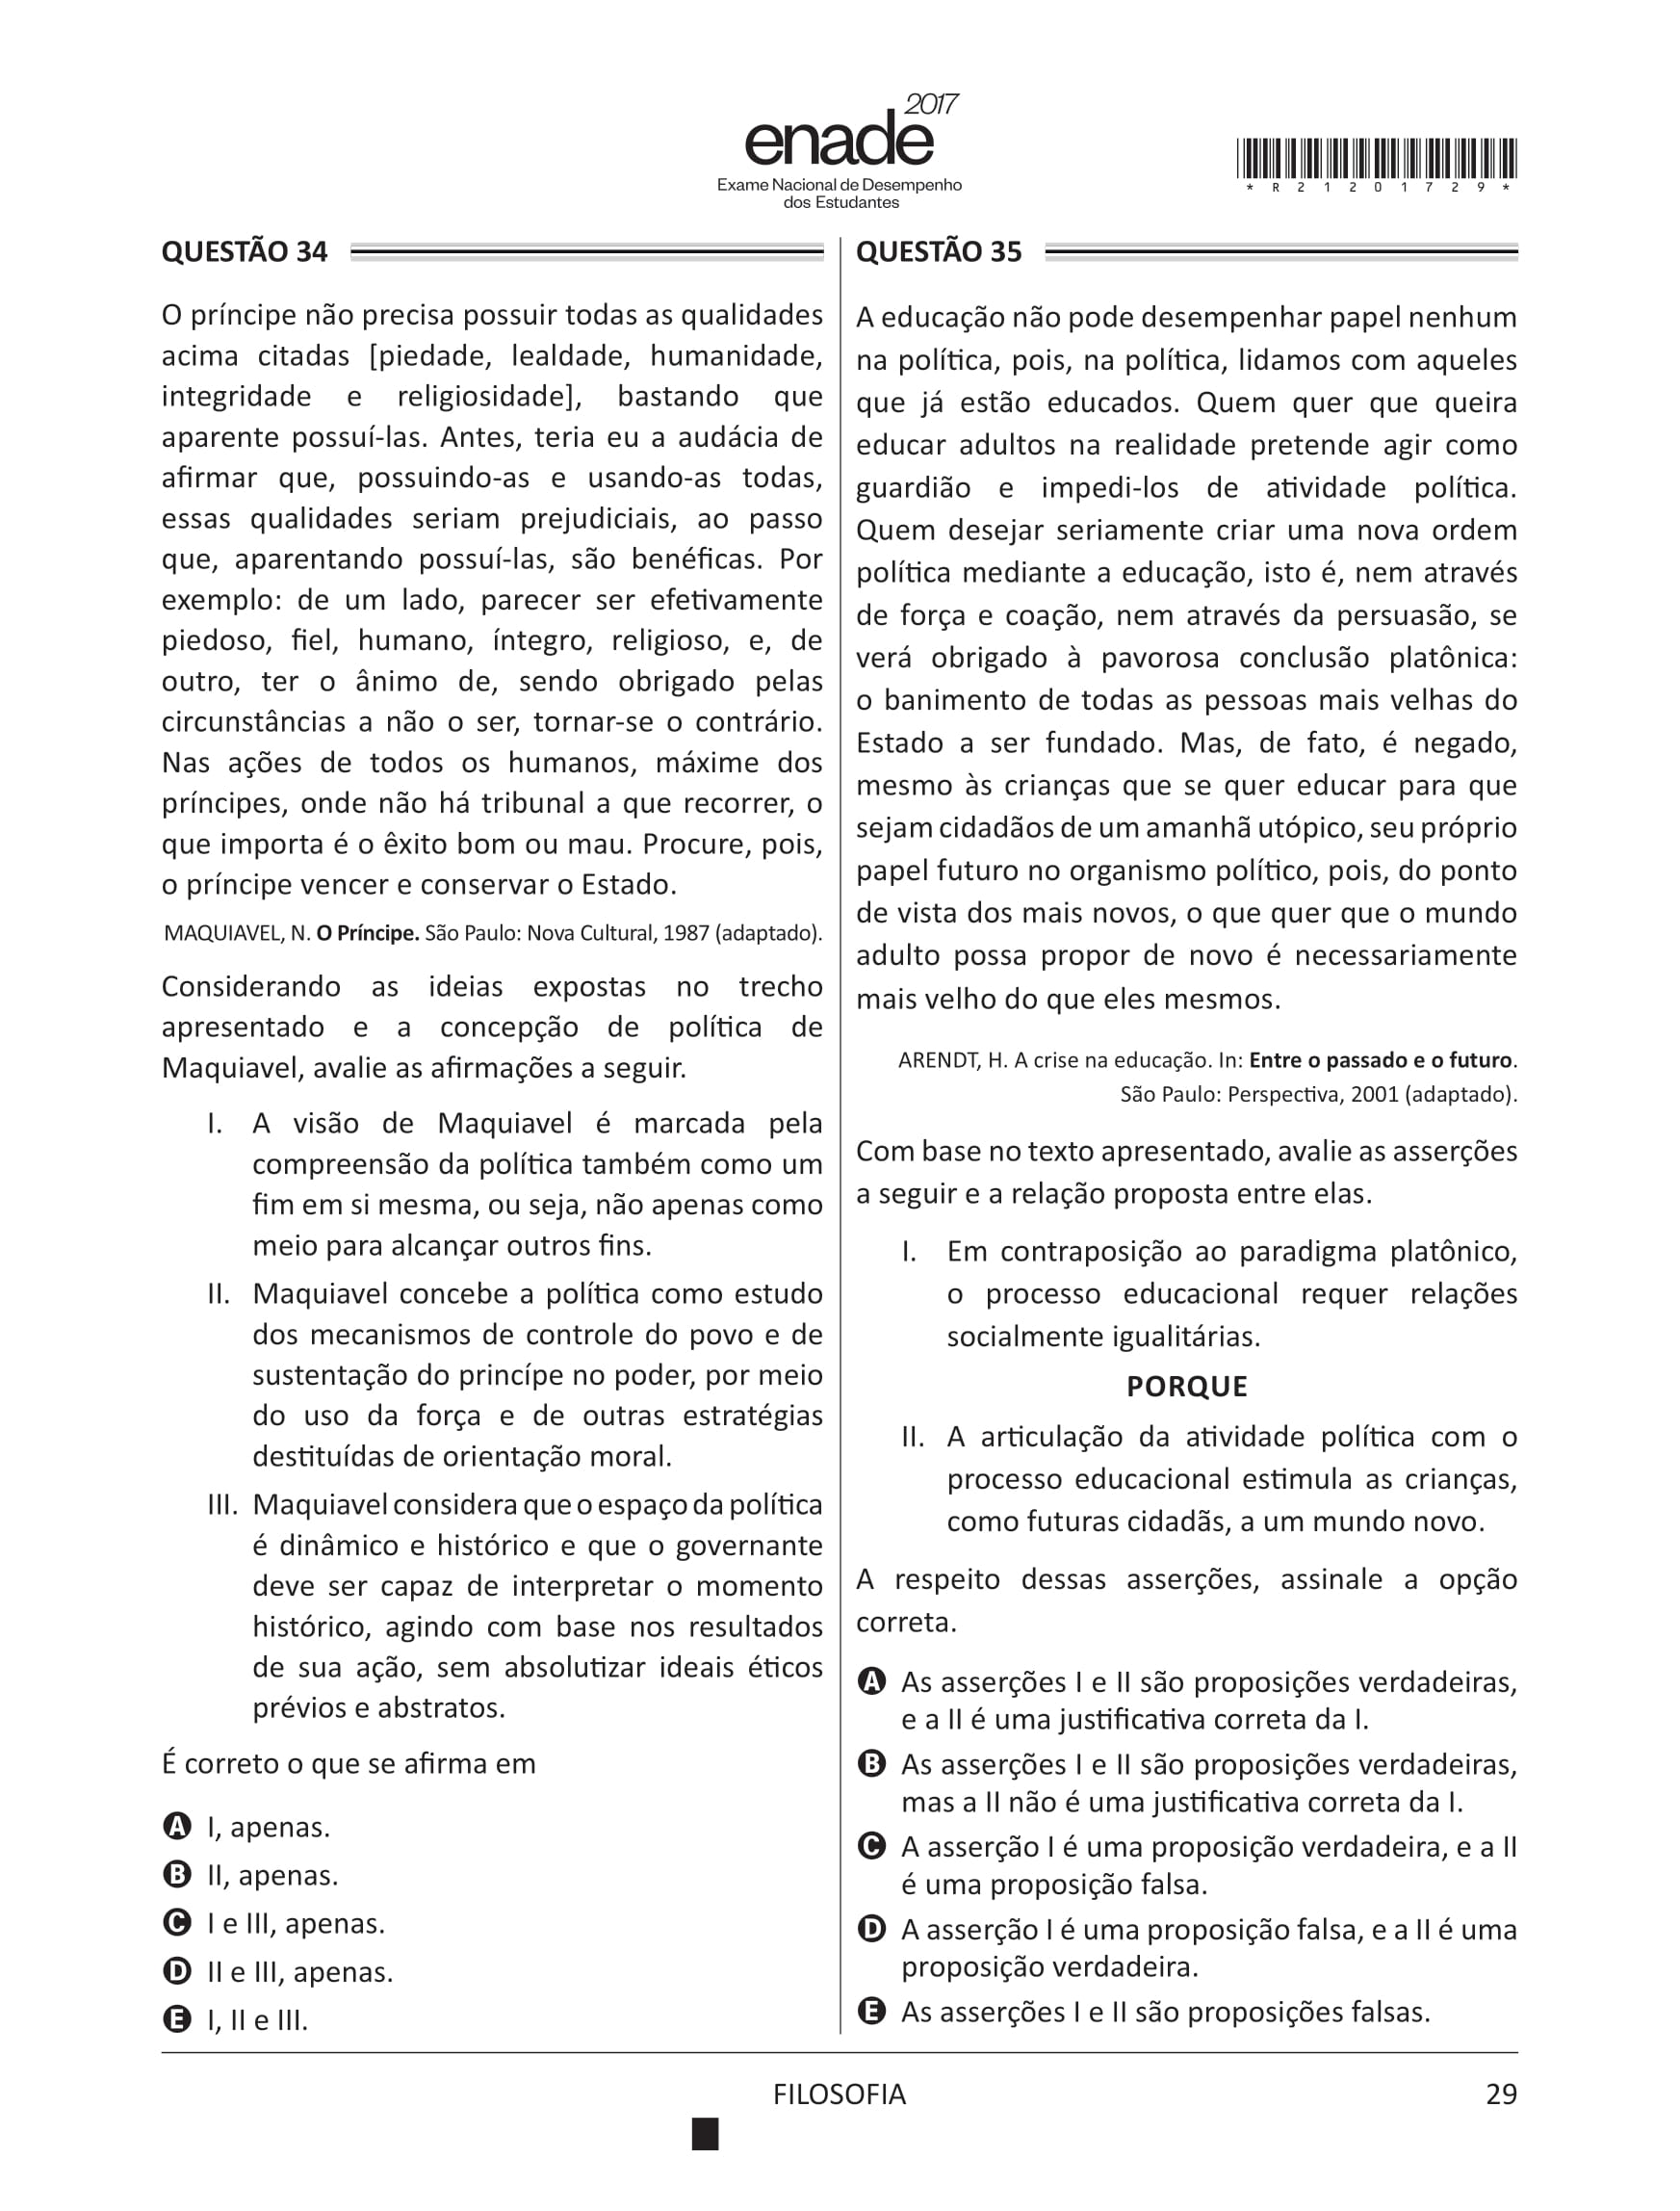 2017
enade
Exame Nacional de Desempenho
dos Estudantes
* R 2 1 2 0 1 7 2 9 *
QUESTÃO 34
O príncipe não precisa possuir todas as qualidades
acima citadas [piedade, lealdade, humanidade,
integridade e religiosidade], bastando que
aparente possuí-las. Antes, teria eu a audácia de
afirmar que, possuindo-as e usando-as todas,
essas qualidades seriam prejudiciais, ao passo
que, aparentando possuí-las, são benéficas. Por
exemplo: de um lado, parecer ser efetivamente
piedoso, fiel, humano, íntegro, religioso, e, de
outro, ter o ânimo de, sendo obrigado pelas
circunstâncias a não o ser, tornar-se o contrário.
Nas ações de todos os humanos, máxime dos
príncipes, onde não há tribunal a que recorrer, o
que importa é o êxito bom ou mau. Procure, pois,
o príncipe vencer e conservar o Estado.
MAQUIAVEL, N. O Príncipe. São Paulo: Nova Cultural, 1987 (adaptado).
Considerando as ideias expostas no trecho
apresentado e a concepção de política de
Maquiavel, avalie as afirmações a seguir.
I. A visão de Maquiavel é marcada pela
compreensão da política também como um
fim em si mesma, ou seja, não apenas como
meio para alcançar outros fins.
II. Maquiavel concebe a política como estudo
dos mecanismos de controle do povo e de
sustentação do princípe no poder, por meio
do uso da força e de outras estratégias
destituídas de orientação moral.
III. Maquiavel considera que o espaço da política
é dinâmico e histórico e que o governante
deve ser capaz de interpretar o momento
histórico, agindo com base nos resultados
de sua ação, sem absolutizar ideais éticos
prévios e abstratos.
É correto o que se afirma em
A I, apenas.
B II, apenas.
C I e III, apenas.
D II e III, apenas.
E I, II e III.
QUESTÃO 35
A educação não pode desempenhar papel nenhum
na política, pois, na política, lidamos com aqueles
que já estão educados. Quem quer que queira
educar adultos na realidade pretende agir como
guardião e impedi-los de atividade política.
Quem desejar seriamente criar uma nova ordem
política mediante a educação, isto é, nem através
de força e coação, nem através da persuasão, se
verá obrigado à pavorosa conclusão platônica:
o banimento de todas as pessoas mais velhas do
Estado a ser fundado. Mas, de fato, é negado,
mesmo às crianças que se quer educar para que
sejam cidadãos de um amanhã utópico, seu próprio
papel futuro no organismo político, pois, do ponto
de vista dos mais novos, o que quer que o mundo
adulto possa propor de novo é necessariamente
mais velho do que eles mesmos.
ARENDT, H. A crise na educação. In: Entre o passado e o futuro.
São Paulo: Perspectiva, 2001 (adaptado).
Com base no texto apresentado, avalie as asserções
a seguir e a relação proposta entre elas.
I. Em contraposição ao paradigma platônico,
o processo educacional requer relações
socialmente igualitárias.
PORQUE
II. A articulação da atividade política com o
processo educacional estimula as crianças,
como futuras cidadãs, a um mundo novo.
A respeito dessas asserções, assinale a opção
correta.
A As asserções I e II são proposições verdadeiras,
e a II é uma justificativa correta da I.
B As asserções I e II são proposições verdadeiras,
mas a II não é uma justificativa correta da I.
C A asserção I é uma proposição verdadeira, e a II
é uma proposição falsa.
D A asserção I é uma proposição falsa, e a II é uma
proposição verdadeira.
E As asserções I e II são proposições falsas.
FILOSOFIA
29